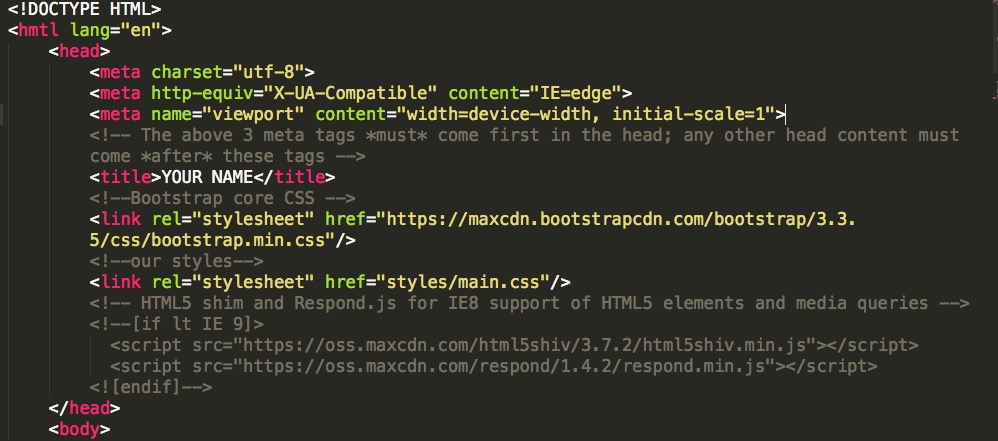 <!DOCTYPE HTML>
<hmtl lang="en">
<head>
<meta charset="utf-8">
<meta http-equiv="X-UA-Compatible" content="IE=edge">
<meta name="viewport" content="width=device-width, initial-scale=1">
<!-- The above 3 meta tags *must* come first in the head; any other head content must
come *after* these tags -->
<title>YOUR NAME</title>
<!--Bootstrap core CSS -->
<link rel="stylesheet" href="https://maxcdn.bootstrapcdn.com/bootstrap/3.3.
5/css/bootstrap.min.css"/>
<!--our styles-->
<link rel="stylesheet" href="styles/main.css"/>
<!-- HTML5 shim and Respond.js for IE8 support of HTML5 elements and media queries -->
<!--[if lt IE 9]>
<script src="https://oss.maxcdn.com/html5shiv/3.7.2/html5shiv.min.js"></script>
<script src="https://oss.maxcdn.com/respond/1.4.2/respond.min.js"></script>
<![endif]-->
</head>
<body>